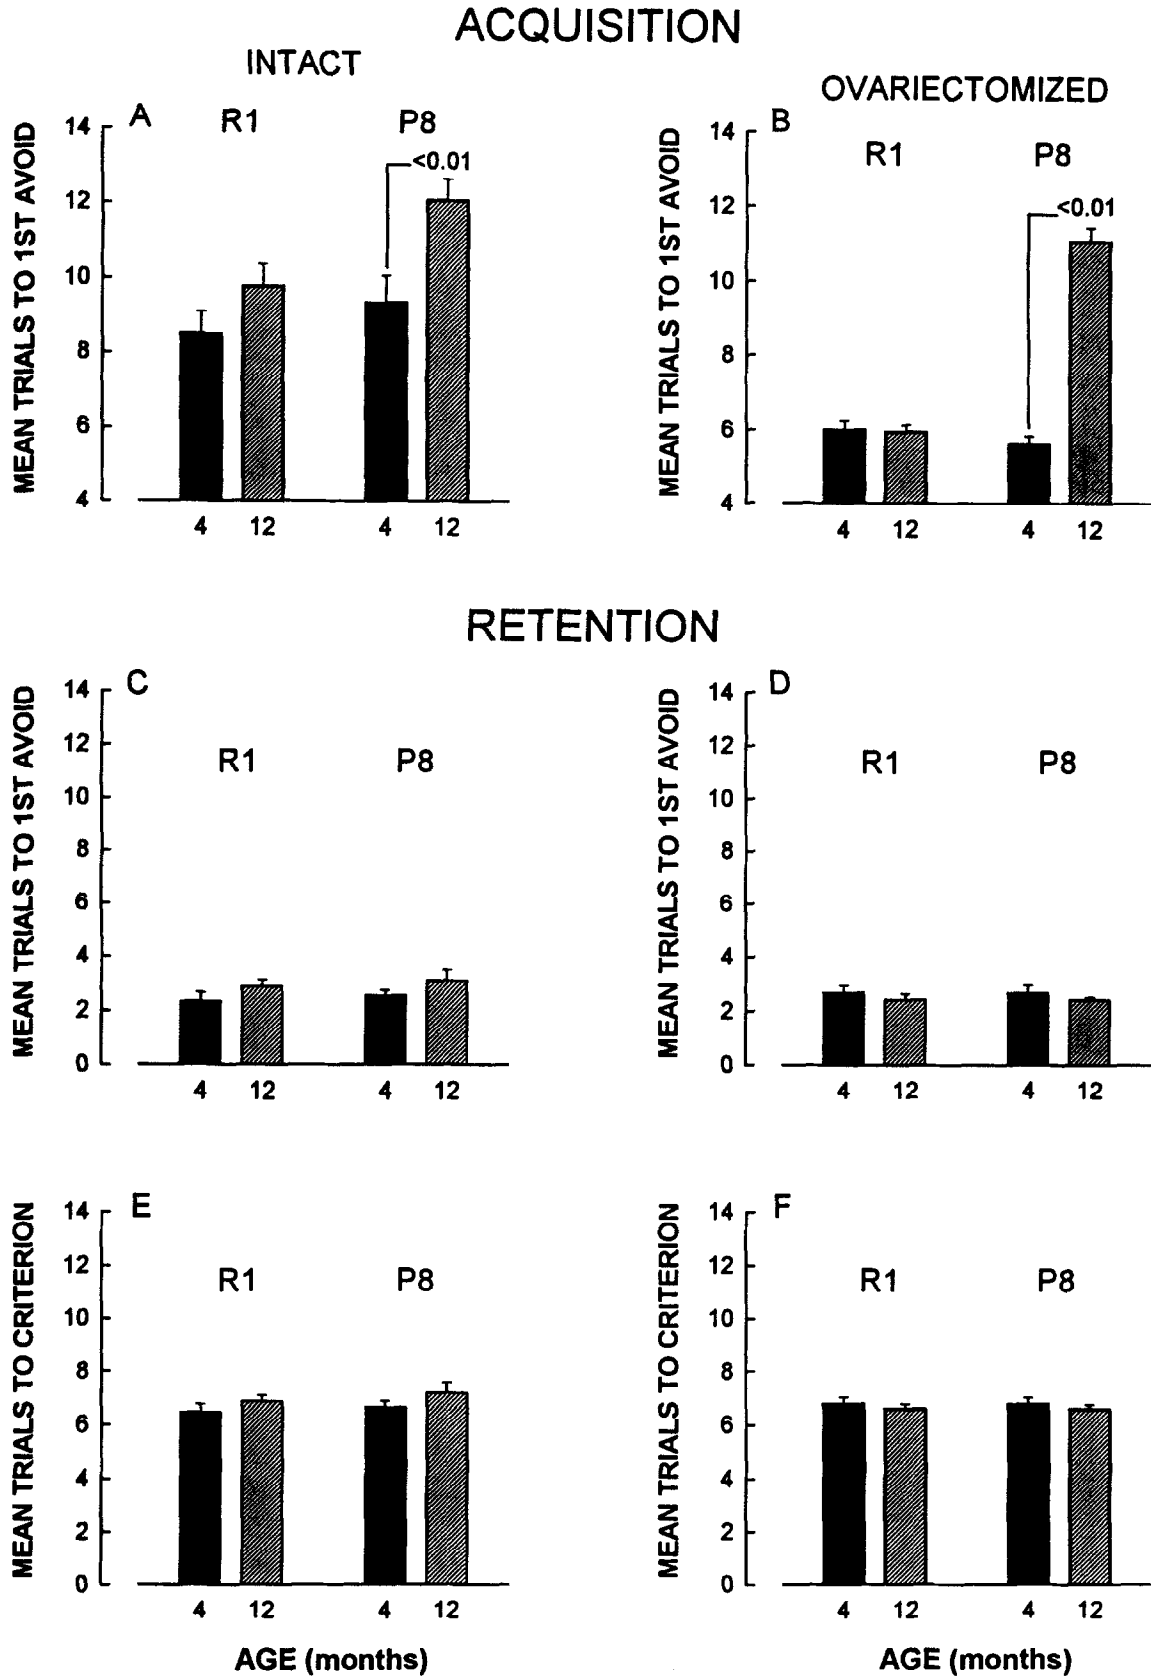 ACQUISITION
INTACT
OVARIECTOMIZED
A
R1
P8
<0.01
MEAN TRIALS TO 1ST AVOID
14
12
10
8
6
4
4 12 4 12
B
R1
P8
<0.01
MEAN TRIALS TO 1ST AVOID
14
12
10
8
6
4
4 12 4 12
RETENTION
C
R1 P8
MEAN TRIALS TO 1ST AVOID
14
12
10
8
6
4
2
0
4 12 4 12
D
R1 P8
MEAN TRIALS TO 1ST AVOID
14
12
10
8
6
4
2
0
4 12 4 12
E
R1 P8
MEAN TRIALS TO CRITERION
14
12
10
8
6
4
2
0
4 12 4 12
AGE (months)
F
R1 P8
MEAN TRIALS TO CRITERION
14
12
10
8
6
4
2
0
4 12 4 12
AGE (months)